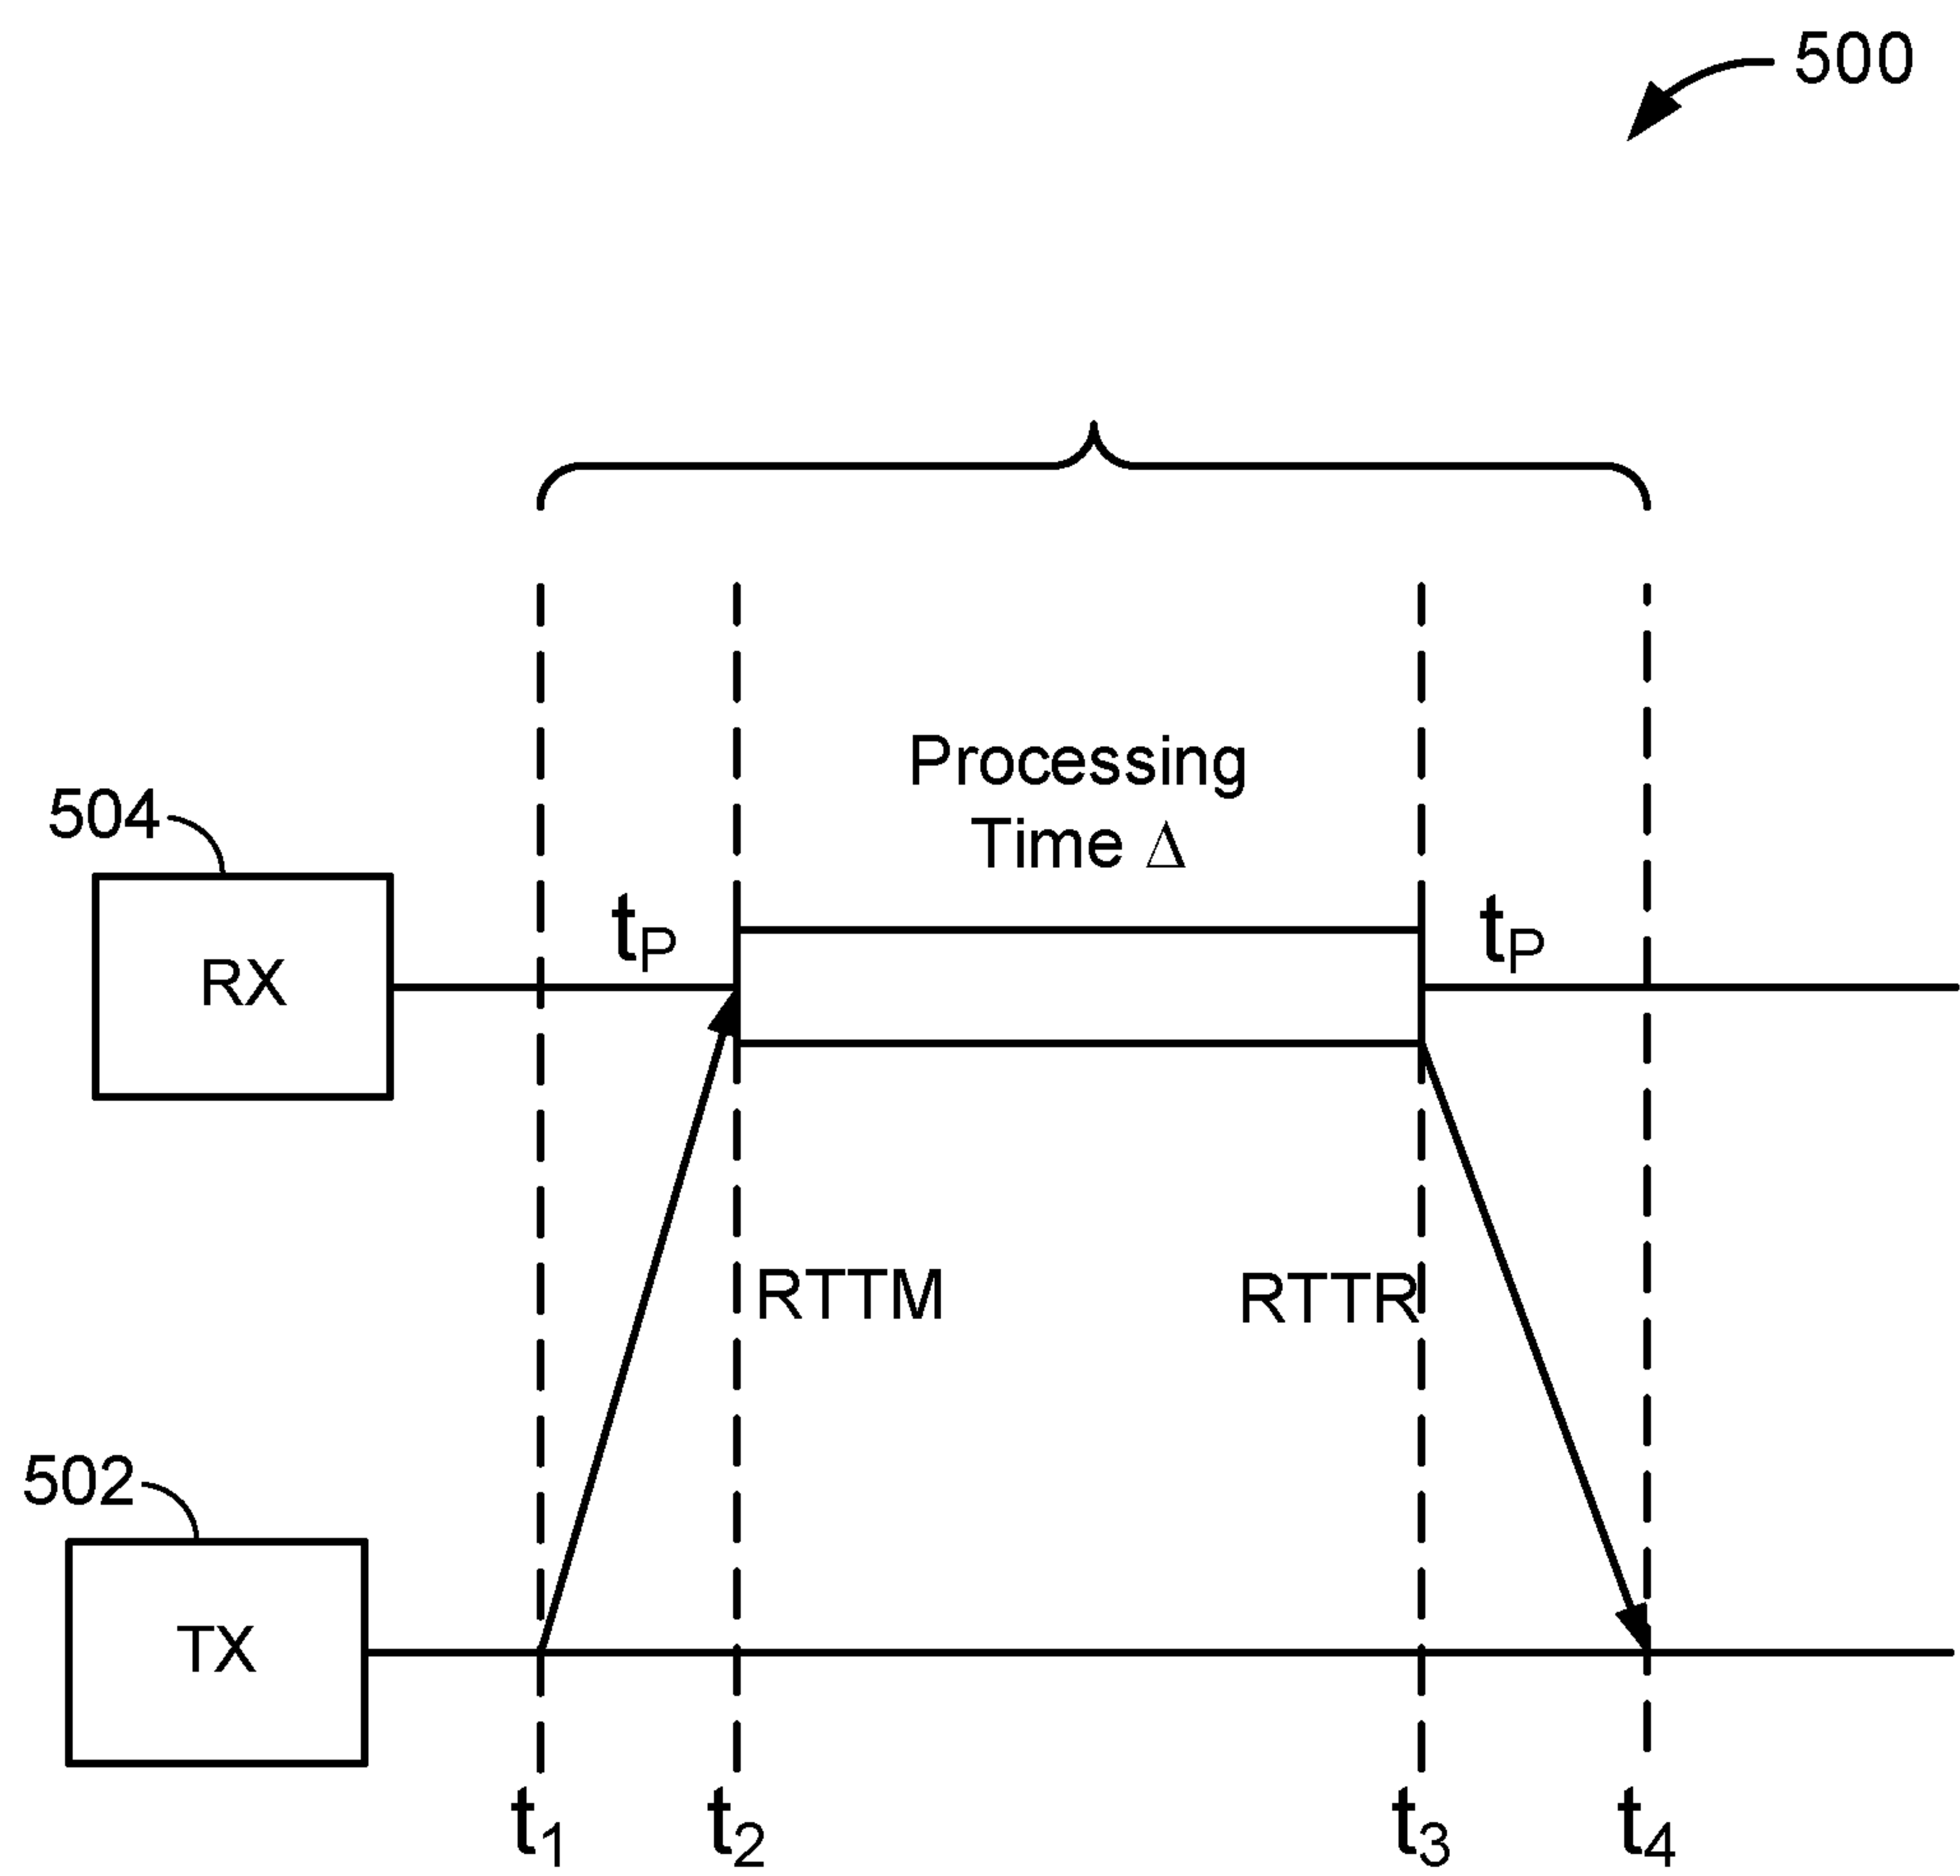 500
Processing
Time Δ
504
tP
tP
RX
RTTM
RTTR
502
TX
t1
t2
t3
t4